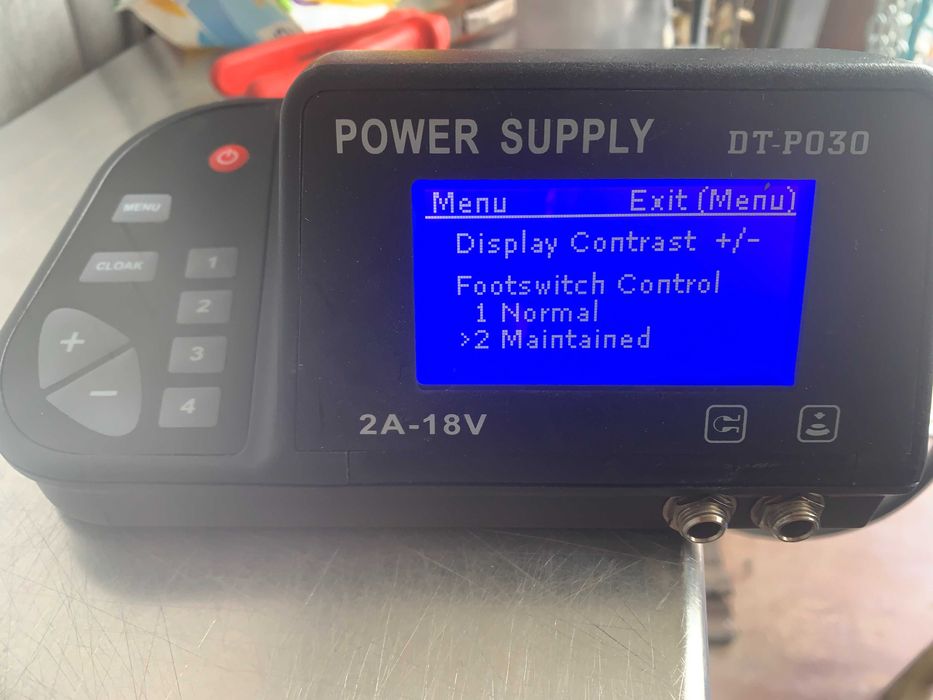 POWER SUPPLY DT-P030
Menu Exit (Menu)
Display Contrast +/-
Footswitch Control
1 Normal
>2 Maintained
2A-18V
MENU
CLOAK
1
2
3
4
+
-